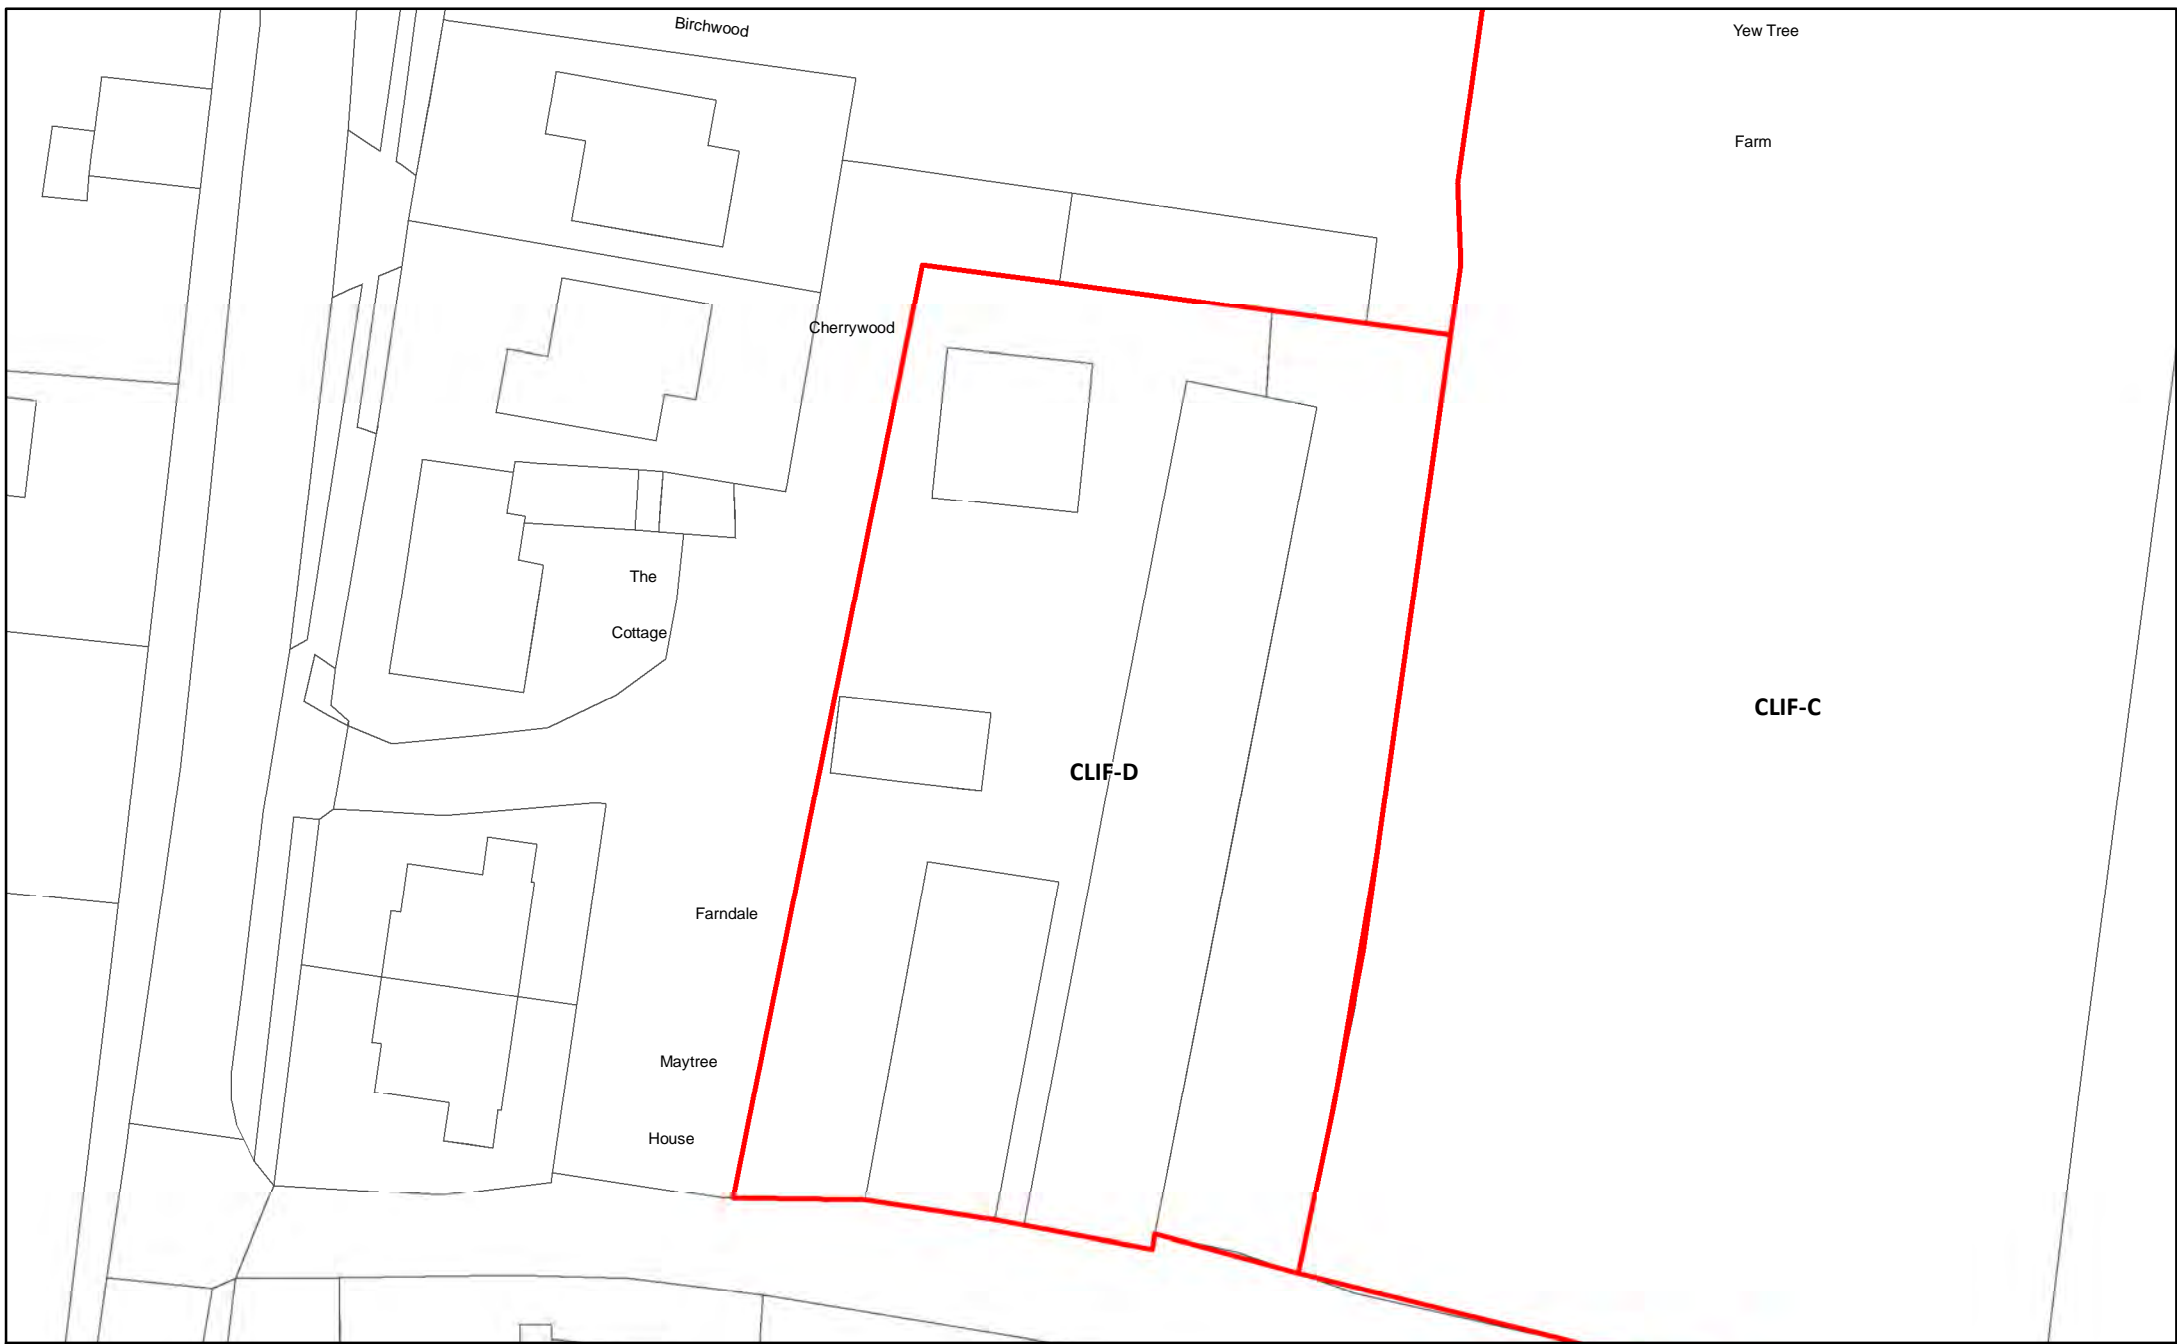 Birchwood
Yew Tree
Farm
Cherrywood
The
Cottage
CLIF-C
CLIF-D
Farndale
Maytree
House